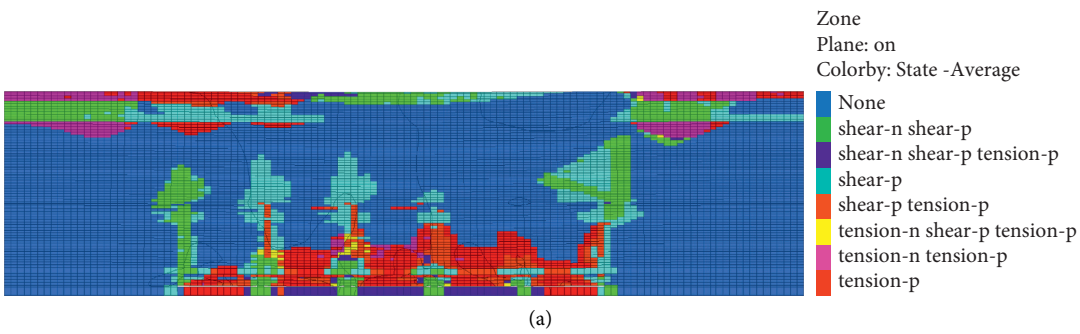 Zone
Plane: on
Colorby: State -Average
None
shear-n shear-p
shear-n shear-p tension-p
shear-p
shear-p tension-p
tension-n shear-p tension-p
tension-n tension-p
tension-p
(a)